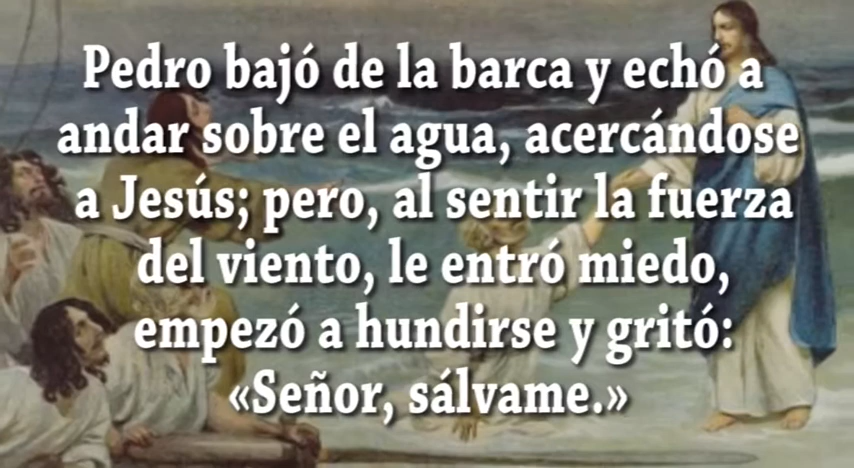 Pedro bajó de la barca y echó a
andar sobre el agua, acercándose
a Jesús; pero, al sentir la fuerza
del viento, le entró miedo,
empezó a hundirse y gritó:
«Señor, sálvame.»